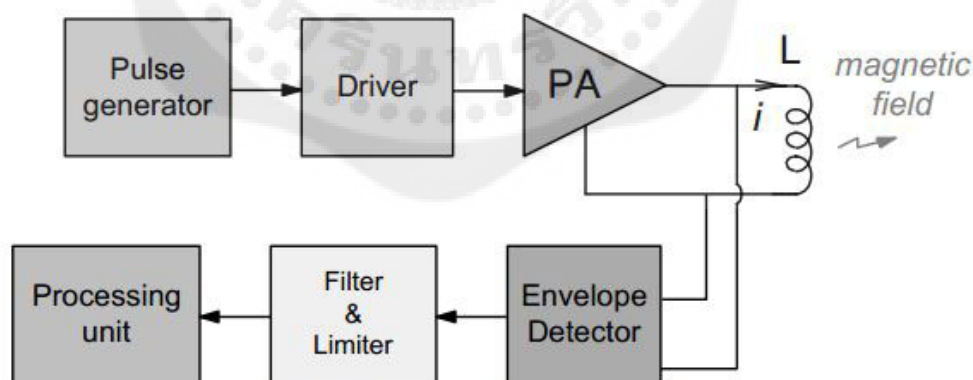 Pulse
generator
Driver
PA
L
i
magnetic
field
Processing
unit
Filter
&
Limiter
Envelope
Detector